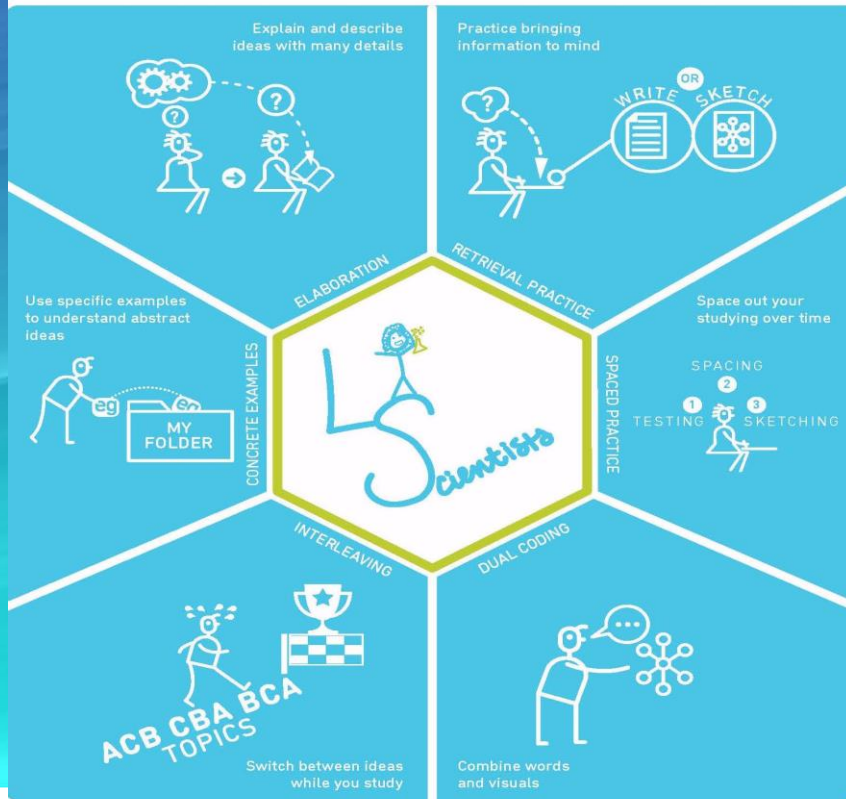 Explain and describe
ideas with many details
?
?
ELABORATION
Practice bringing
information to mind
?
OR
WRITE
SKETCH
RETRIEVAL PRACTICE
Use specific examples
to understand abstract
ideas
eg
eg
MY
FOLDER
CONCRETE EXAMPLES
LS
cientists
Space out your
studying over time
SPACING
2
1
3
TESTING
SKETCHING
SPACED PRACTICE
INTERLEAVING
ACB CBA BCA
TOPICS
Switch between ideas
while you study
DUAL CODING
...
Combine words
and visuals